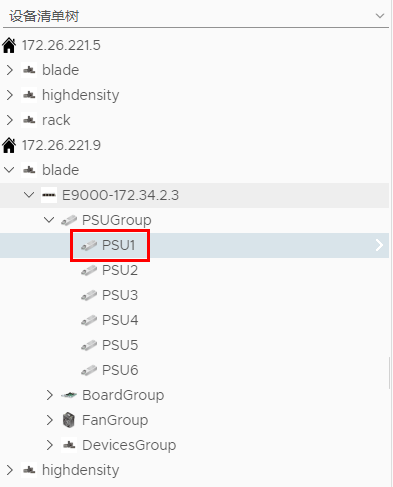 设备清单树
172.26.221.5
blade
highdensity
rack
172.26.221.9
blade
E9000-172.34.2.3
PSUGroup
PSU1
PSU2
PSU3
PSU4
PSU5
PSU6
BoardGroup
FanGroup
DevicesGroup
highdensity